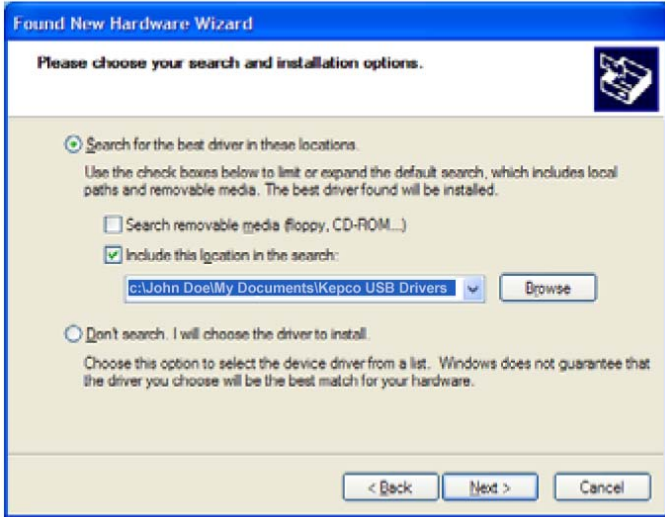 Found New Hardware Wizard
Please choose your search and installation options.
Search for the best driver in these locations.
Use the check boxes below to limit or expand the default search, which includes local
paths and removable media. The best driver found will be installed.
Search removable media (floppy, CD-ROM...)
Include this location in the search:
c:\John Doe\My Documents\Kepco USB Drivers
Browse
Don't search. I will choose the driver to install.
Choose this option to select the device driver from a list. Windows does not guarantee that
the driver you choose will be the best match for your hardware.
< Back
Next >
Cancel